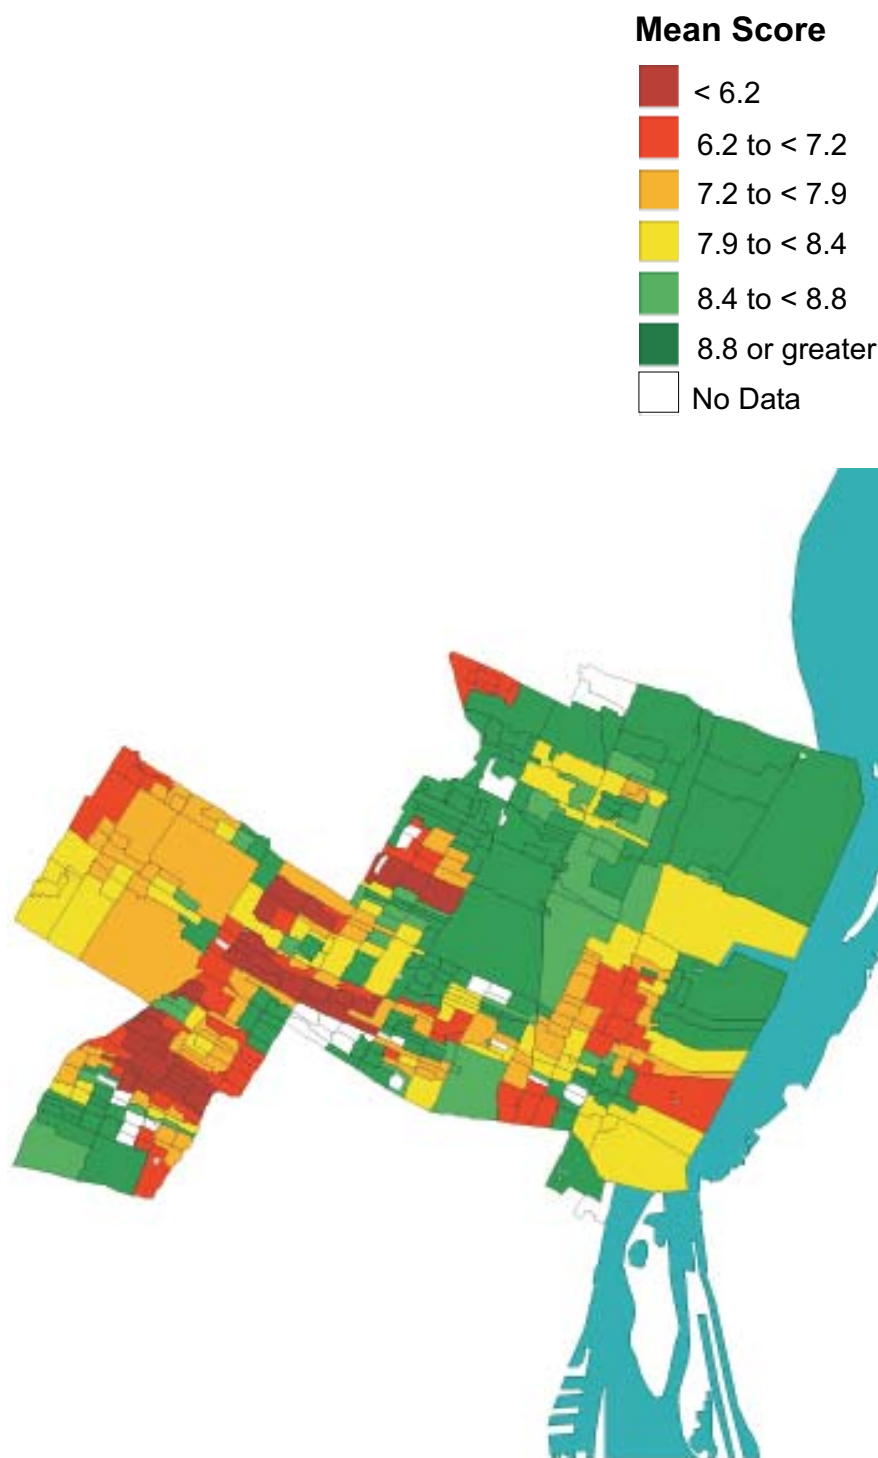 Mean Score
< 6.2
6.2 to < 7.2
7.2 to < 7.9
7.9 to < 8.4
8.4 to < 8.8
8.8 or greater
No Data